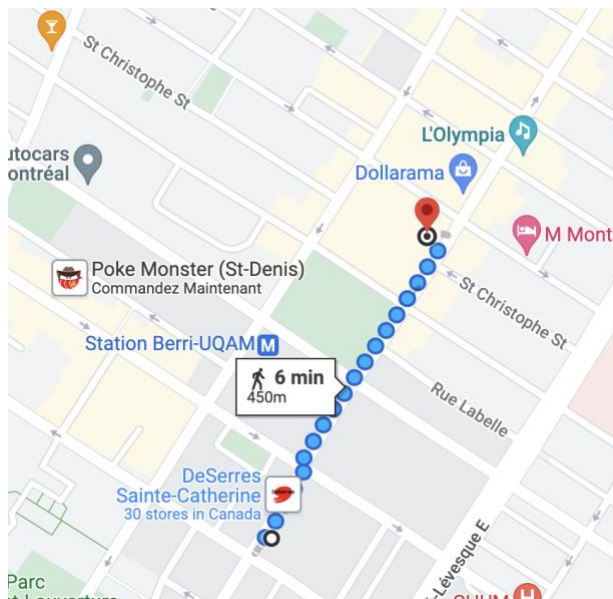 St Christophe St
L'Olympia
utocars
ontréal
Dollarama
M Mont
Poke Monster (St-Denis)
Commandez Maintenant
St Christophe St
Station Berri-UQAM M
6 min
450m
Rue Labelle
DeSerres
Sainte-Catherine
30 stores in Canada
-Lévesque E
Parc